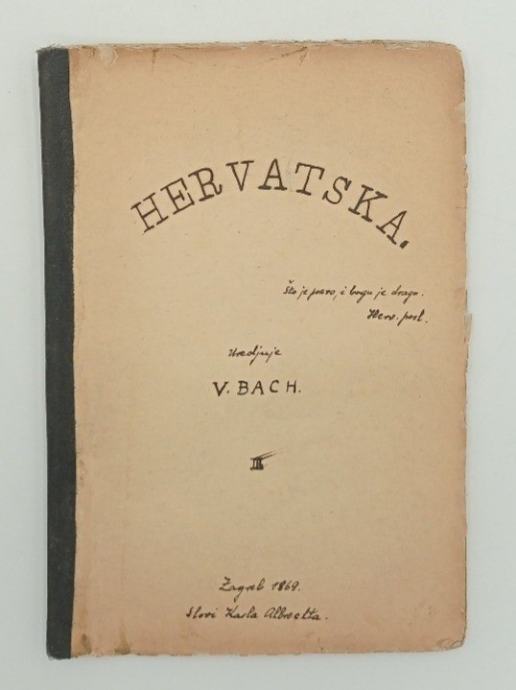 HERVATSKA.
Što je pravo, i bogu je drago.
Herv. posl.
Uredjuje
V. BACH.
III
Zagreb 1869.
Slovi Karla Albrechta.